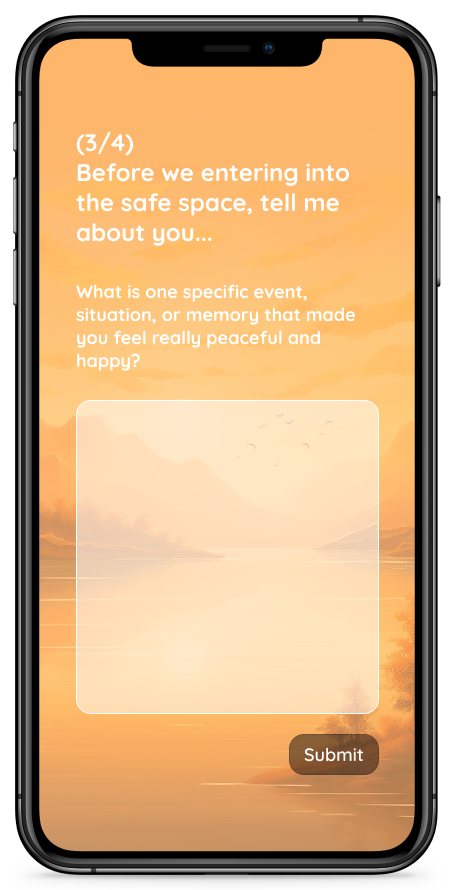 (3/4)
Before we entering into
the safe space, tell me
about you...
What is one specific event,
situation, or memory that made
you feel really peaceful and
happy?
Submit